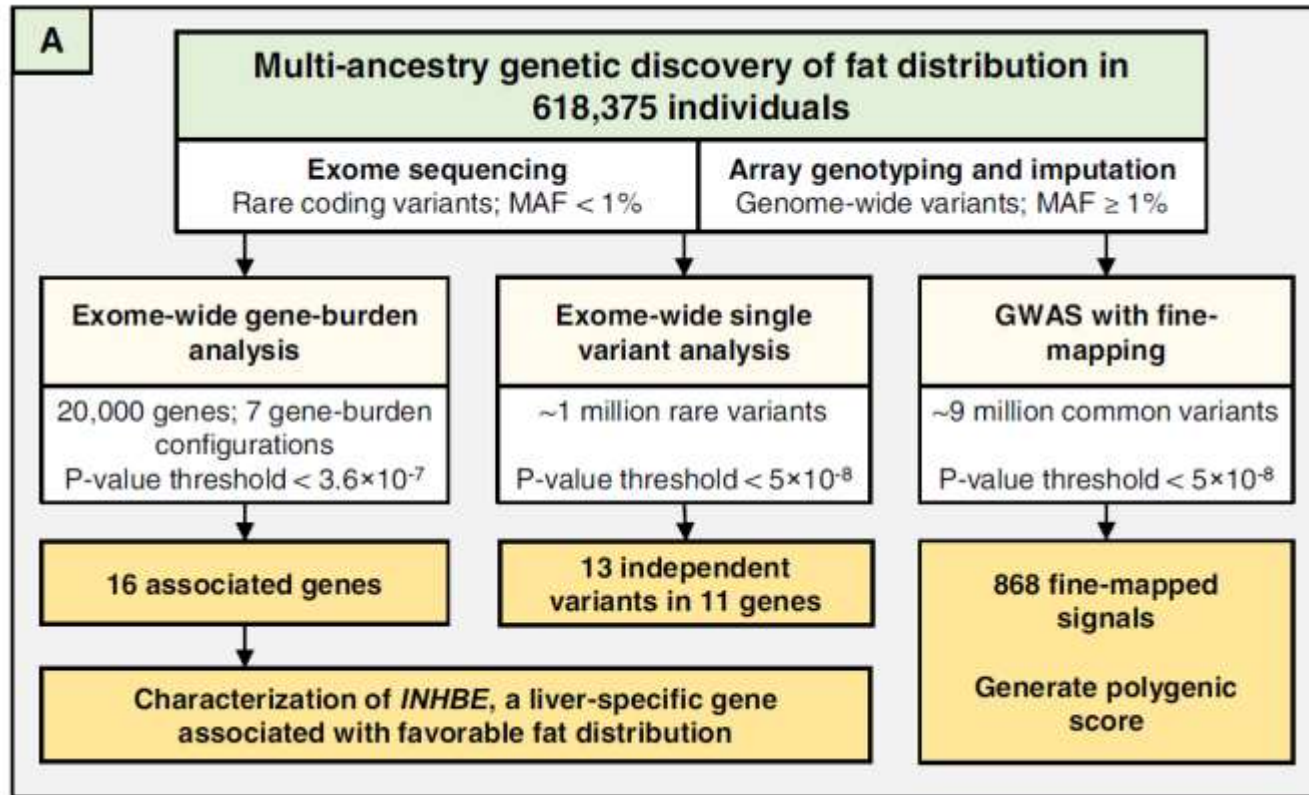 A
Multi-ancestry genetic discovery of fat distribution in
618,375 individuals
Exome sequencing
Rare coding variants; MAF < 1%
Array genotyping and imputation
Genome-wide variants; MAF ≥ 1%
Exome-wide gene-burden
analysis
20,000 genes; 7 gene-burden
configurations
P-value threshold < 3.6×10⁻⁷
16 associated genes
Exome-wide single
variant analysis
~1 million rare variants
P-value threshold < 5×10⁻⁸
13 independent
variants in 11 genes
Characterization of INHBE, a liver-specific gene
associated with favorable fat distribution
GWAS with fine-
mapping
~9 million common variants
P-value threshold < 5×10⁻⁸
868 fine-mapped
signals
Generate polygenic
score